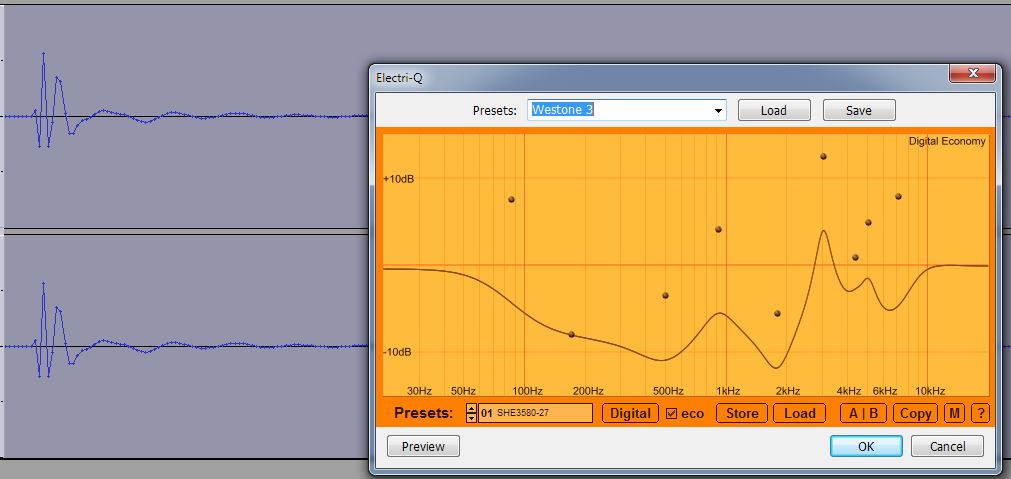 Electri-Q
x
Presets: Westone 3 Load Save
Digital Economy
+10dB
-10dB
30Hz 50Hz 100Hz 200Hz 500Hz 1kHz 2kHz 4kHz 6kHz 10kHz
Presets: 01 SHE3580-27 Digital eco Store Load A | B Copy M ?
Preview OK Cancel